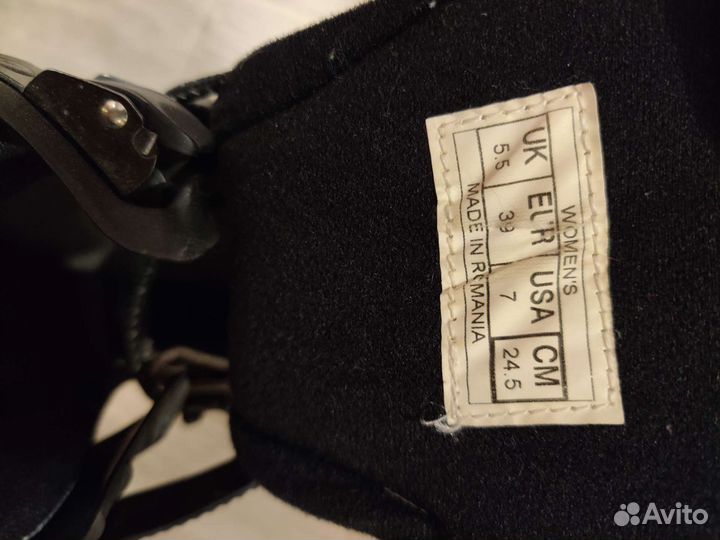 WOMEN'S
UK EUR USA CM
5.5 39 7 24.5
MADE IN ROMANIA
Avito